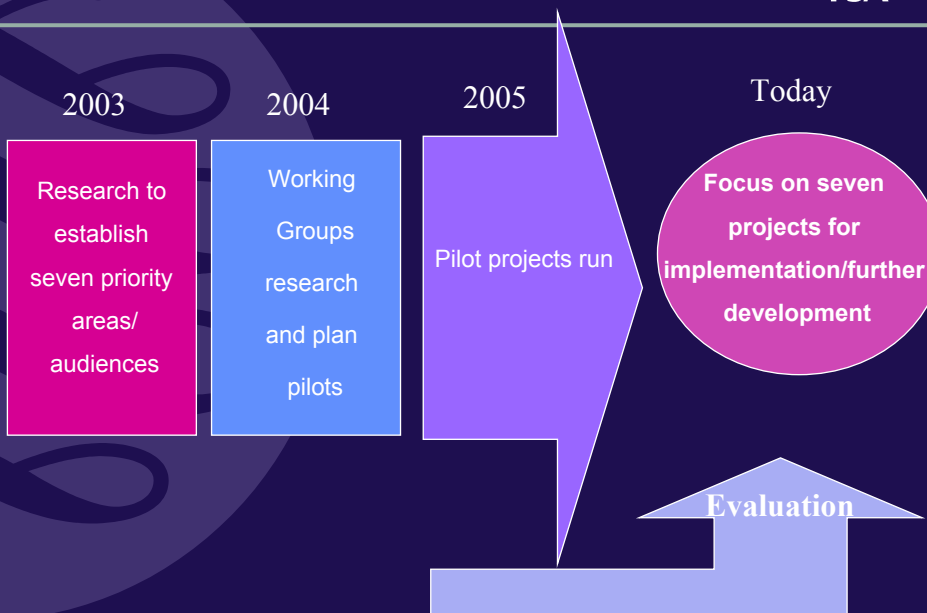 2003
Research to
establish
seven priority
areas/
audiences
2004
Working
Groups
research
and plan
pilots
2005
Pilot projects run
Today
Focus on seven
projects for
implementation/further
development
Evaluation